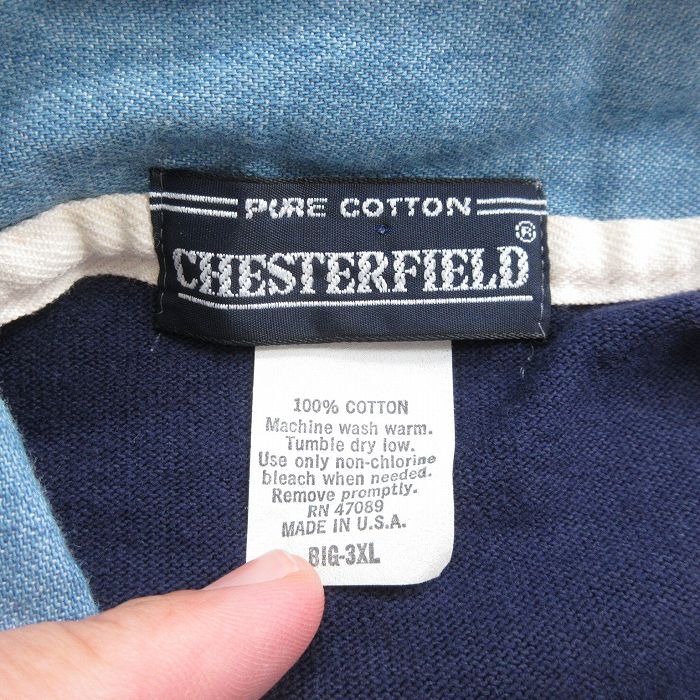 PURE COTTON
CHESTERFIELD®
100% COTTON
Machine wash warm.
Tumble dry low.
Use only non-chlorine
bleach when needed.
Remove promptly.
RN 47089
MADE IN U.S.A.
BIG-3XL